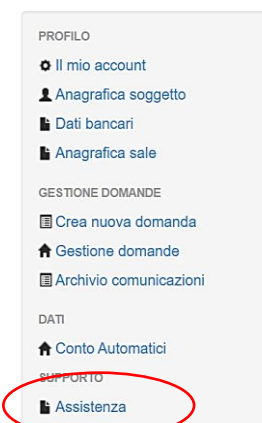 PROFILO
Il mio account
Anagrafica soggetto
Dati bancari
Anagrafica sale
GESTIONE DOMANDE
Crea nuova domanda
Gestione domande
Archivio comunicazioni
DATI
Conto Automatici
SUPPORTO
Assistenza